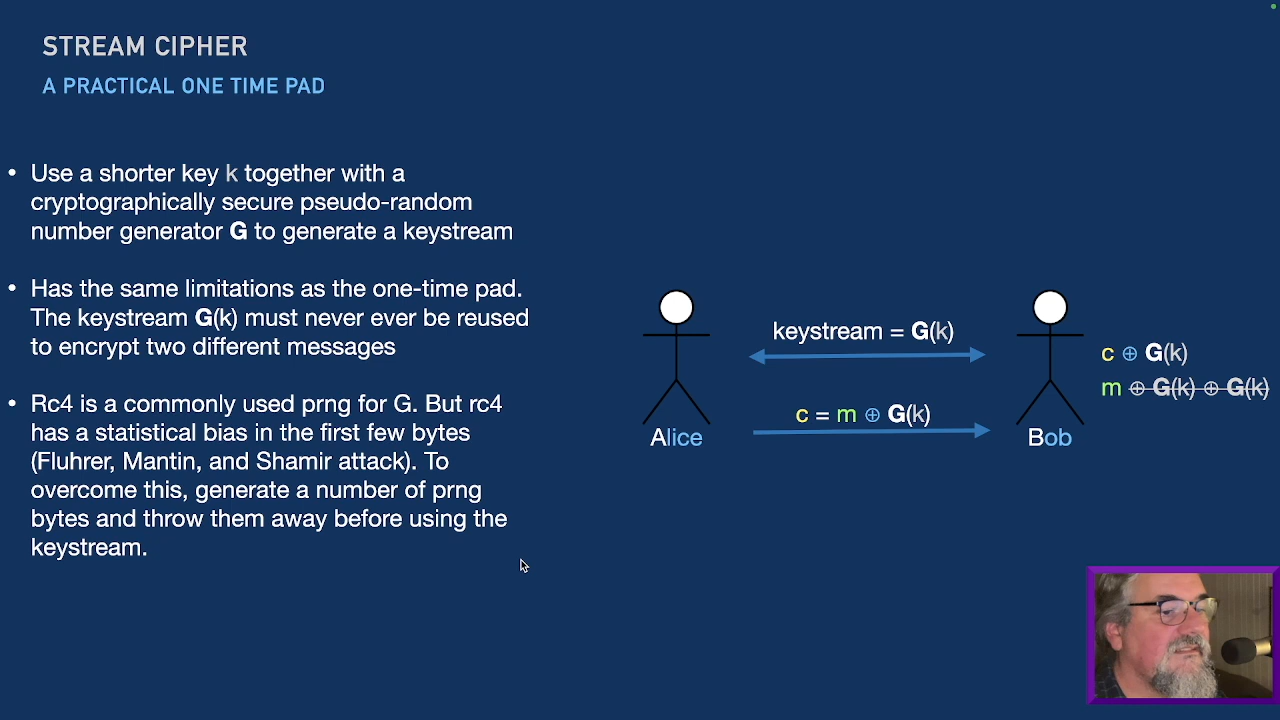 STREAM CIPHER
A PRACTICAL ONE TIME PAD
• Use a shorter key k together with a
cryptographically secure pseudo-random
number generator G to generate a keystream
• Has the same limitations as the one-time pad.
The keystream G(k) must never ever be reused
to encrypt two different messages
• Rc4 is a commonly used prng for G. But rc4
has a statistical bias in the first few bytes
(Fluhrer, Mantin, and Shamir attack). To
overcome this, generate a number of prng
bytes and throw them away before using the
keystream.
keystream = G(k)
c = m ⊕ G(k)
Alice
Bob
c ⊕ G(k)
m ⊕ G(k) ⊕ G(k)